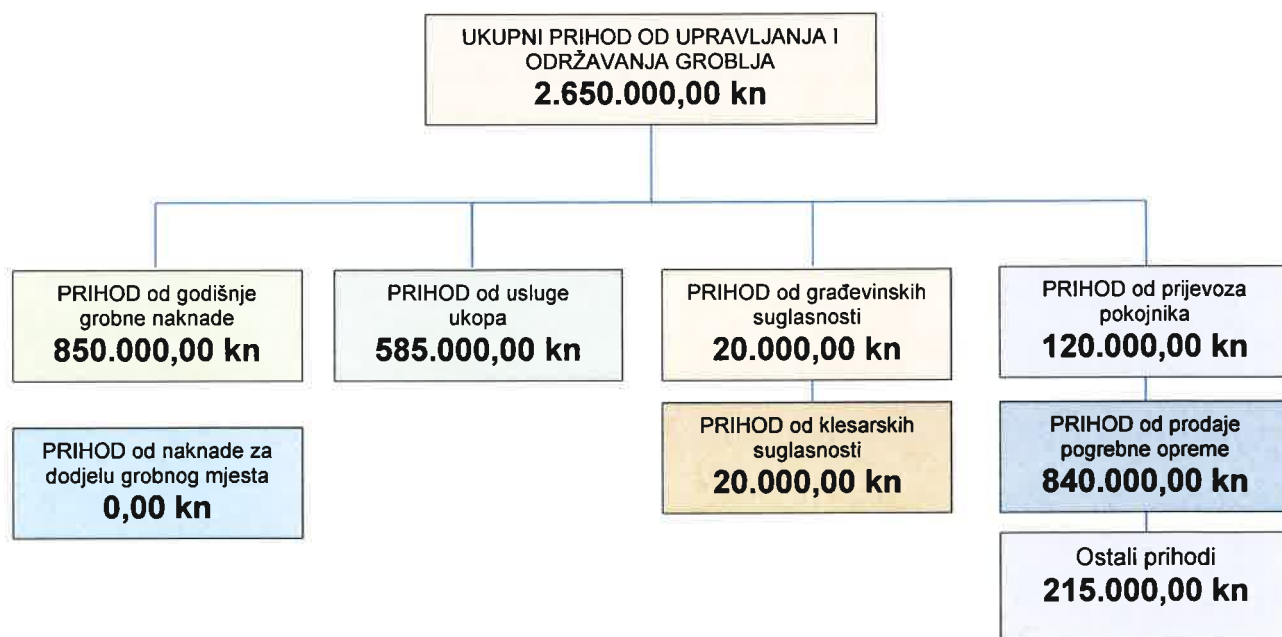 UKUPNI PRIHOD OD UPRAVLJANJA I
ODRŽAVANJA GROBLJA
2.650.000,00 kn
PRIHOD od godišnje
grobne naknade
850.000,00 kn
PRIHOD od usluge
ukopa
585.000,00 kn
PRIHOD od građevinskih
suglasnosti
20.000,00 kn
PRIHOD od prijevoza
pokojnika
120.000,00 kn
PRIHOD od naknade za
dodjelu grobnog mjesta
0,00 kn
PRIHOD od klesarskih
suglasnosti
20.000,00 kn
PRIHOD od prodaje
pogrebne opreme
840.000,00 kn
Ostali prihodi
215.000,00 kn